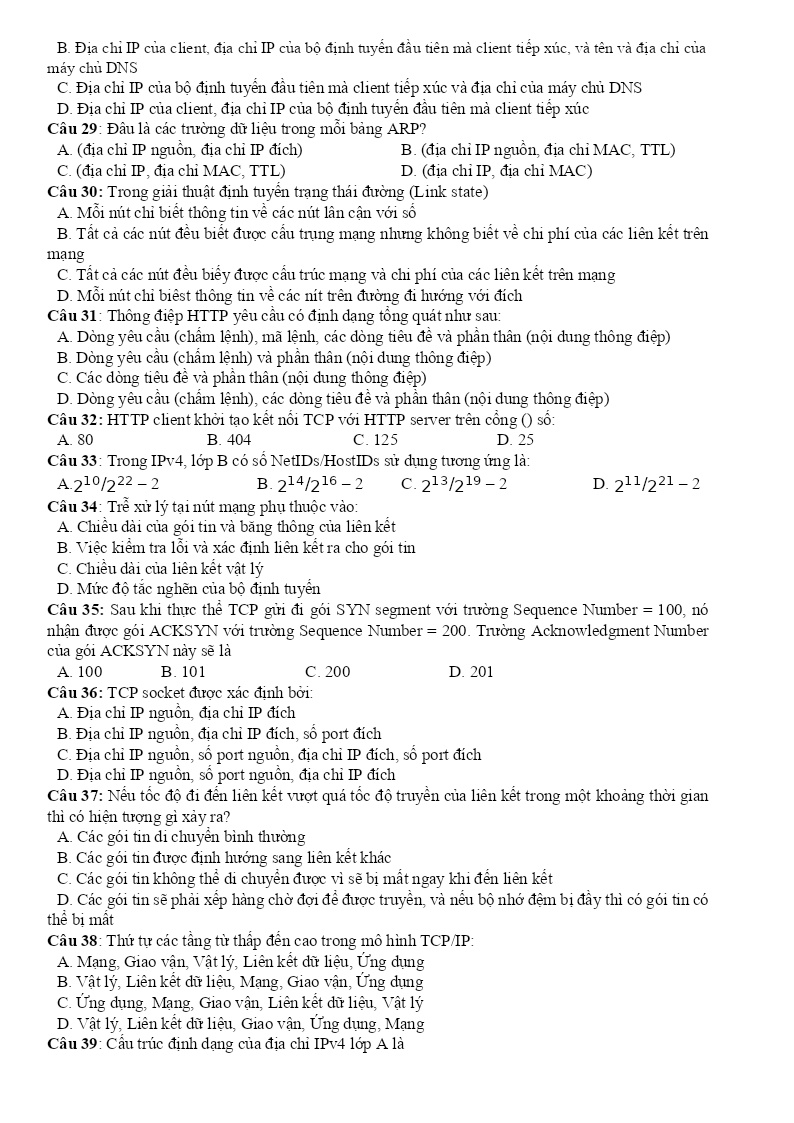 B. Địa chỉ IP của client, địa chỉ IP của bộ định tuyến đầu tiên mà client tiếp xúc, và tên và địa chỉ của
máy chủ DNS
C. Địa chỉ IP của bộ định tuyến đầu tiên mà client tiếp xúc và địa chỉ của máy chủ DNS
D. Địa chỉ IP của client, địa chỉ IP của bộ định tuyến đầu tiên mà client tiếp xúc
Câu 29: Đâu là các trường dữ liệu trong mỗi bảng ARP?
A. (địa chỉ IP nguồn, địa chỉ IP đích) B. (địa chỉ IP nguồn, địa chỉ MAC, TTL)
C. (địa chỉ IP, địa chỉ MAC, TTL) D. (địa chỉ IP, địa chỉ MAC)
Câu 30: Trong giải thuật định tuyến trạng thái đường (Link state)
A. Mỗi nút chỉ biết thông tin về các nút lân cận với số
B. Tất cả các nút đều biết được cấu trụng mạng nhưng không biết về chi phí của các liên kết trên
mạng
C. Tất cả các nút đều biếy được cấu trúc mạng và chi phí của các liên kết trên mạng
D. Mỗi nút chỉ biêst thông tin về các nít trên đường đi hướng với đích
Câu 31: Thông điệp HTTP yêu cầu có định dạng tổng quát như sau:
A. Dòng yêu cầu (chấm lệnh), mã lệnh, các dòng tiêu đề và phần thân (nội dung thông điệp)
B. Dòng yêu cầu (chấm lệnh) và phần thân (nội dung thông điệp)
C. Các dòng tiêu đề và phần thân (nội dung thông điệp)
D. Dòng yêu cầu (chấm lệnh), các dòng tiêu đề và phần thân (nội dung thông điệp)
Câu 32: HTTP client khởi tạo kết nối TCP với HTTP server trên cổng () số:
A. 80 B. 404 C. 125 D. 25
Câu 33: Trong IPv4, lớp B có số NetIDs/HostIDs sử dụng tương ứng là:
A.2¹⁰/2²² – 2 B. 2¹⁴/2¹⁶ – 2 C. 2¹³/2¹⁹ – 2 D. 2¹¹/2²¹ – 2
Câu 34: Trễ xử lý tại nút mạng phụ thuộc vào:
A. Chiều dài của gói tin và băng thông của liên kết
B. Việc kiểm tra lỗi và xác định liên kết ra cho gói tin
C. Chiều dài của liên kết vật lý
D. Mức độ tắc nghẽn của bộ định tuyến
Câu 35: Sau khi thực thể TCP gửi đi gói SYN segment với trường Sequence Number = 100, nó
nhận được gói ACKSYN với trường Sequence Number = 200. Trường Acknowledgment Number
của gói ACKSYN này sẽ là
A. 100 B. 101 C. 200 D. 201
Câu 36: TCP socket được xác định bởi:
A. Địa chỉ IP nguồn, địa chỉ IP đích
B. Địa chỉ IP nguồn, địa chỉ IP đích, số port đích
C. Địa chỉ IP nguồn, số port nguồn, địa chỉ IP đích, số port đích
D. Địa chỉ IP nguồn, số port nguồn, địa chỉ IP đích
Câu 37: Nếu tốc độ đi đến liên kết vượt quá tốc độ truyền của liên kết trong một khoảng thời gian
thì có hiện tượng gì xảy ra?
A. Các gói tin di chuyển bình thường
B. Các gói tin được định hướng sang liên kết khác
C. Các gói tin không thể di chuyển được vì sẽ bị mất ngay khi đến liên kết
D. Các gói tin sẽ phải xếp hàng chờ đợi để được truyền, và nếu bộ nhớ đệm bị đầy thì có gói tin có
thể bị mất
Câu 38: Thứ tự các tầng từ thấp đến cao trong mô hình TCP/IP:
A. Mạng, Giao vận, Vật lý, Liên kết dữ liệu, Ứng dụng
B. Vật lý, Liên kết dữ liệu, Mạng, Giao vận, Ứng dụng
C. Ứng dụng, Mạng, Giao vận, Liên kết dữ liệu, Vật lý
D. Vật lý, Liên kết dữ liệu, Giao vận, Ứng dụng, Mạng
Câu 39: Cấu trúc định dạng của địa chỉ IPv4 lớp A là